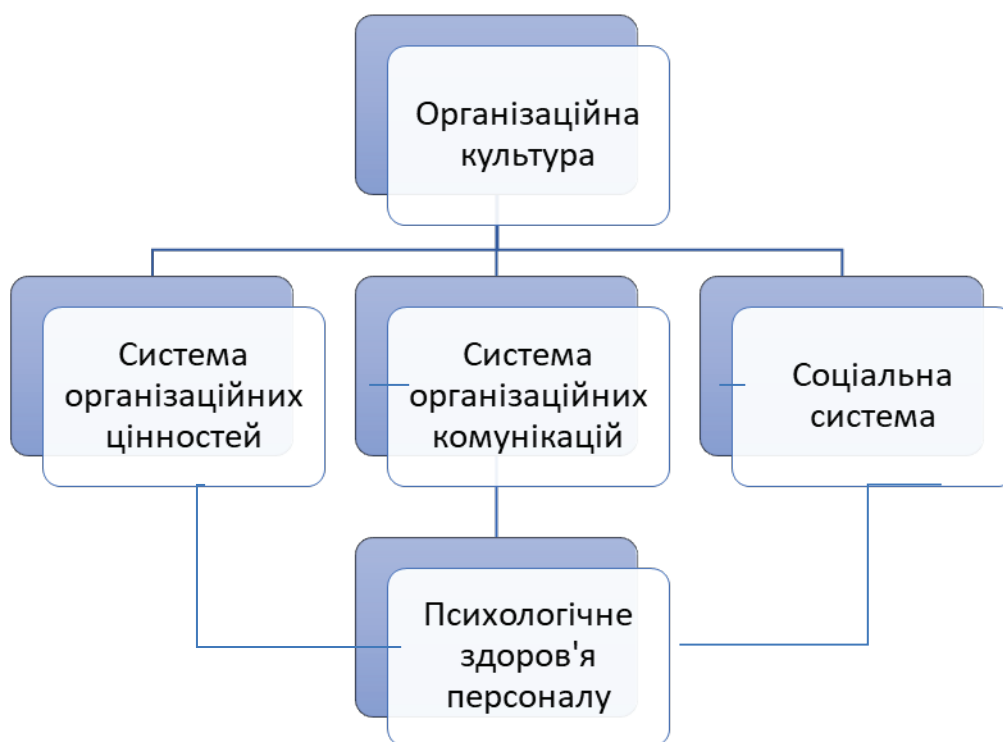 Організаційна
культура
Система
організаційних
цінностей
Система
організаційних
комунікацій
Соціальна
система
Психологічне
здоров'я
персоналу